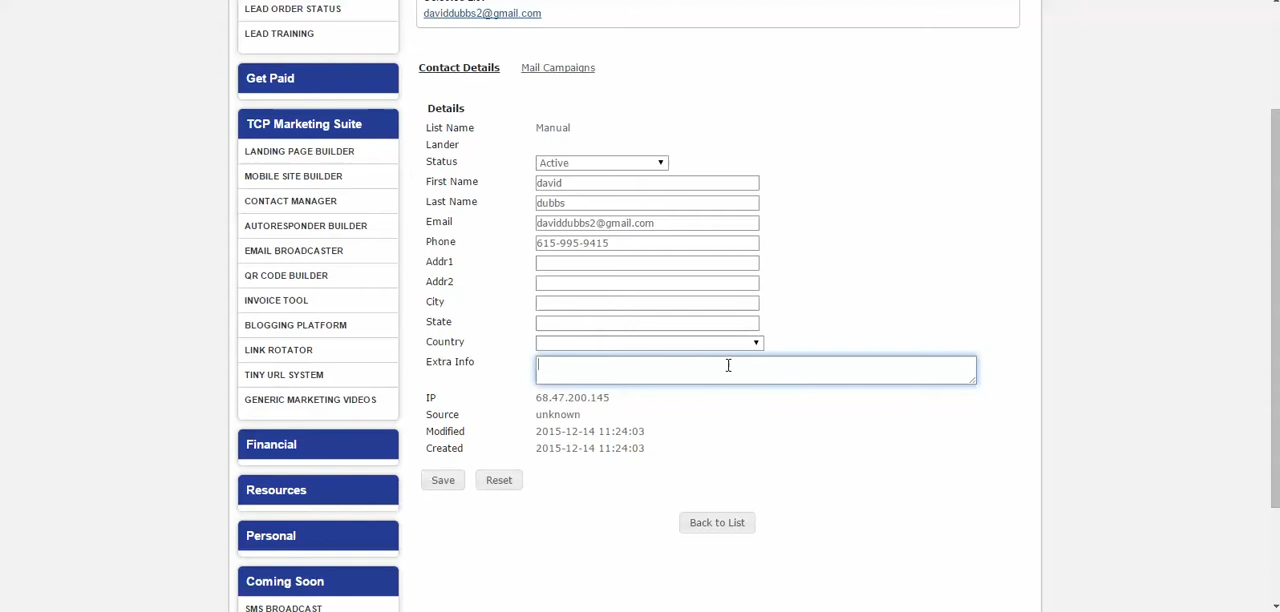 LEAD ORDER STATUS
LEAD TRAINING
Get Paid
TCP Marketing Suite
LANDING PAGE BUILDER
MOBILE SITE BUILDER
CONTACT MANAGER
AUTORESPONDER BUILDER
EMAIL BROADCASTER
QR CODE BUILDER
INVOICE TOOL
BLOGGING PLATFORM
LINK ROTATOR
TINY URL SYSTEM
GENERIC MARKETING VIDEOS
Financial
Resources
Personal
Coming Soon
SMS BROADCAST
daviddubbs2@gmail.com
Contact Details Mail Campaigns
Details
List Name Manual
Lander
Status Active
First Name david
Last Name dubbs
Email daviddubbs2@gmail.com
Phone 615-995-9415
Addr1
Addr2
City
State
Country
Extra Info
IP 68.47.200.145
Source unknown
Modified 2015-12-14 11:24:03
Created 2015-12-14 11:24:03
Save Reset
Back to List